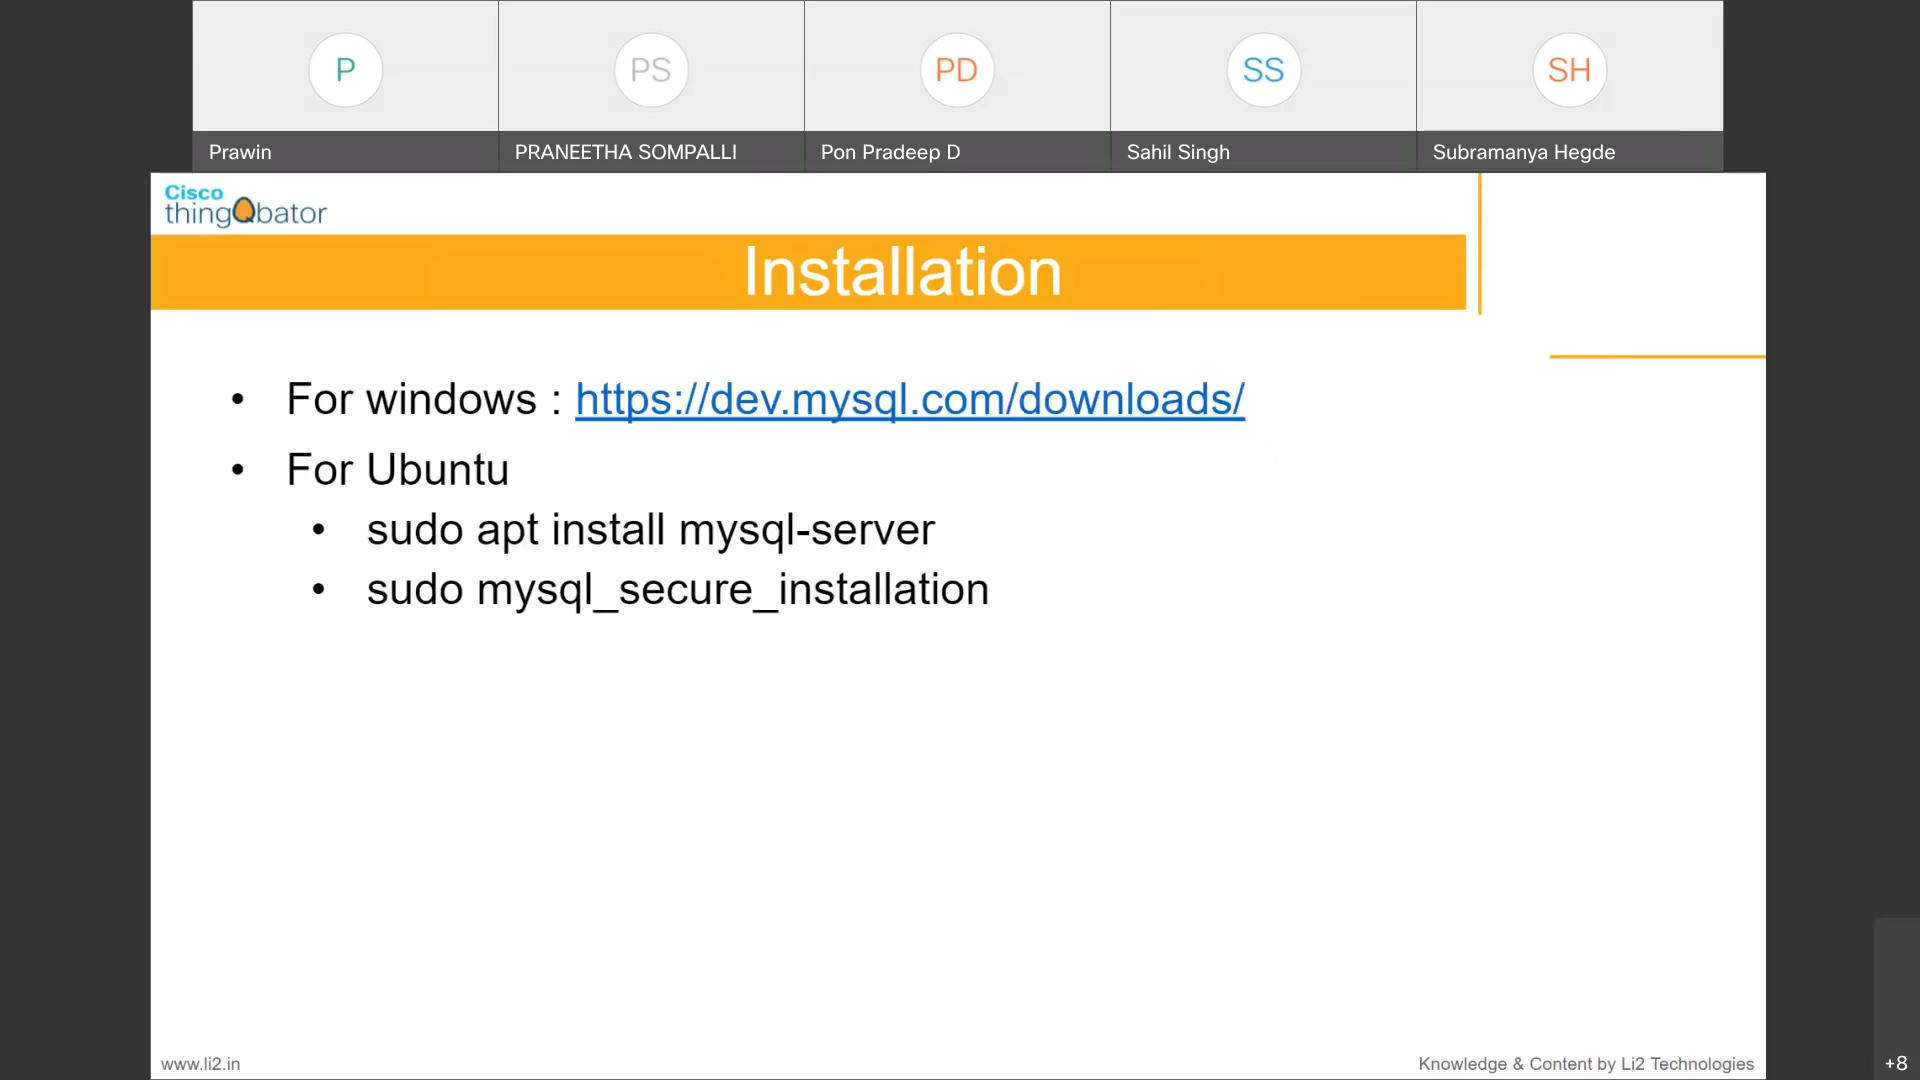 P
PS
PD
SS
SH
Prawin
PRANEETHA SOMPALLI
Pon Pradeep D
Sahil Singh
Subramanya Hegde
Cisco
thingQbator
Installation
• For windows : https://dev.mysql.com/downloads/
• For Ubuntu
• sudo apt install mysql-server
• sudo mysql_secure_installation
www.li2.in
Knowledge & Content by Li2 Technologies
+8